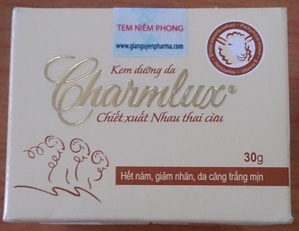 TEM NIÊM PHONG
www.gianguyenpharma.com
Kem dưỡng da
Charmlux®
Chiết xuất Nhau thai cừu
30g
Hết nám, giảm nhăn, da căng trắng mịn